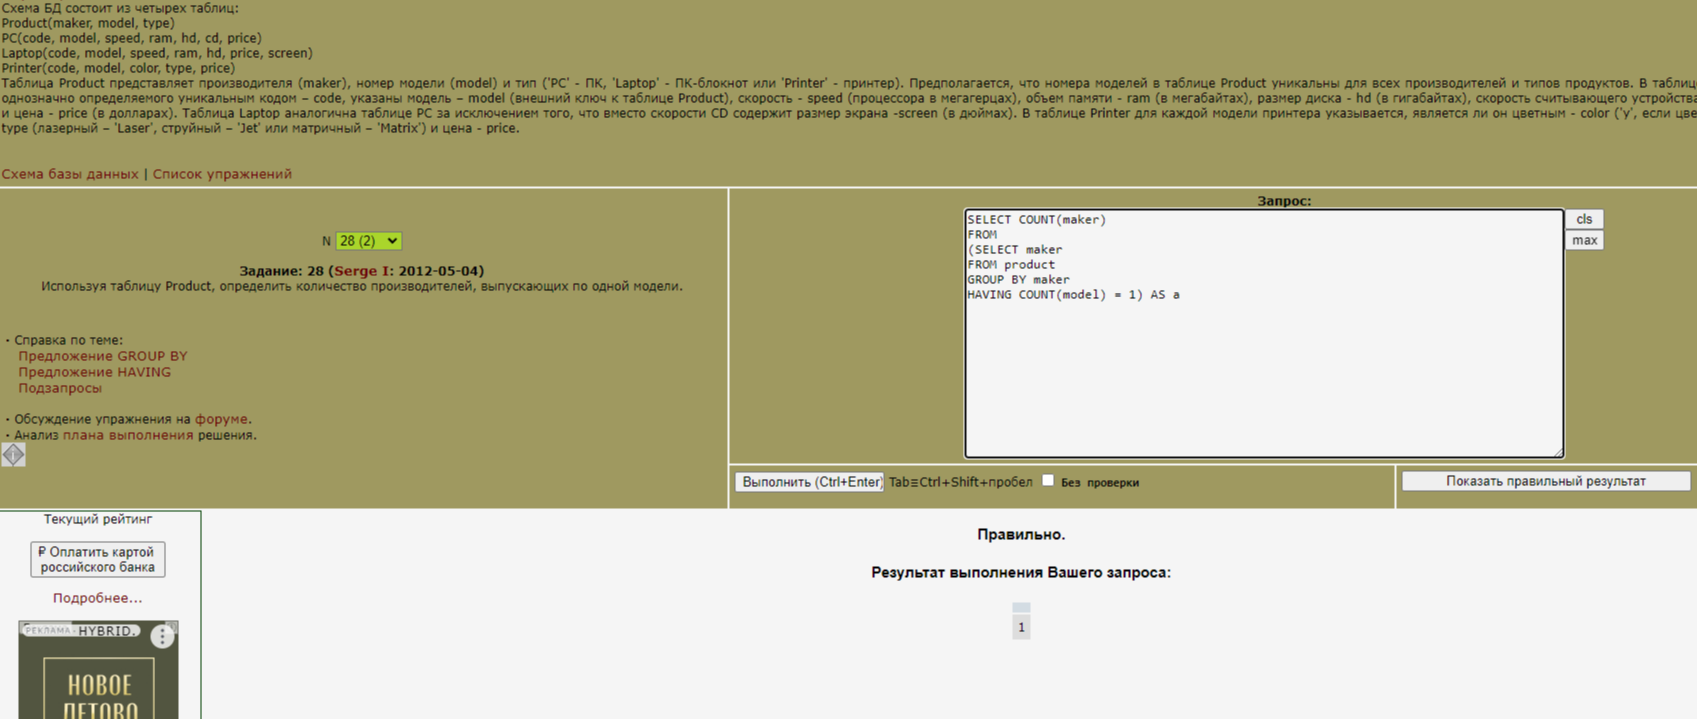 Схема БД состоит из четырех таблиц:
Product(maker, model, type)
PC(code, model, speed, ram, hd, cd, price)
Laptop(code, model, speed, ram, hd, price, screen)
Printer(code, model, color, type, price)
Таблица Product представляет производителя (maker), номер модели (model) и тип ('PC' - ПК, 'Laptop' - ПК-блокнот или 'Printer' - принтер). Предполагается, что номера моделей в таблице Product уникальны для всех производителей и типов продуктов. В таблиц
однозначно определяемого уникальным кодом – code, указаны модель – model (внешний ключ к таблице Product), скорость - speed (процессора в мегагерцах), объем памяти - ram (в мегабайтах), размер диска - hd (в гигабайтах), скорость считывающего устройства
и цена - price (в долларах). Таблица Laptop аналогична таблице РС за исключением того, что вместо скорости CD содержит размер экрана -screen (в дюймах). В таблице Printer для каждой модели принтера указывается, является ли он цветным - color ('y', если цве
type (лазерный – 'Laser', струйный – 'Jet' или матричный – 'Matrix') и цена - price.
Схема базы данных | Список упражнений
N 28 (2)
Задание: 28 (Serge I: 2012-05-04)
Используя таблицу Product, определить количество производителей, выпускающих по одной модели.
· Справка по теме:
Предложение GROUP BY
Предложение HAVING
Подзапросы
· Обсуждение упражнения на форуме.
· Анализ плана выполнения решения.
Запрос:
SELECT COUNT(maker)
FROM
(SELECT maker
FROM product
GROUP BY maker
HAVING COUNT(model) = 1) AS a
cls
max
Выполнить (Ctrl+Enter) Tab≡Ctrl+Shift+пробел Без проверки
Показать правильный результат
Текущий рейтинг
₽ Оплатить картой
российского банка
Подробнее...
РЕКЛАМА · HYBRID.
НОВОЕ
ЛЕТОВО
Правильно.
Результат выполнения Вашего запроса:
1